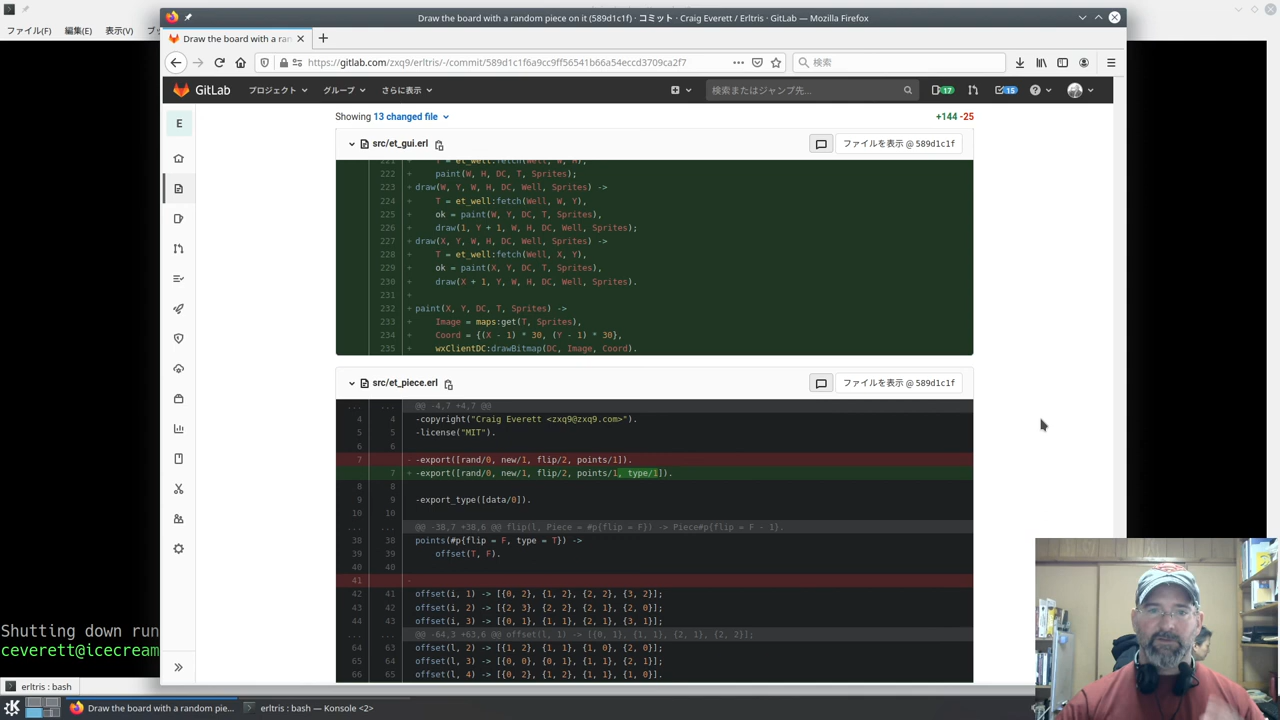 Draw the board with a random piece on it (589d1c1f) · コミット · Craig Everett / Erltris · GitLab — Mozilla Firefox
ファイル(F) 編集(E) 表示(V) ブッ
Draw the board with a ran
https://gitlab.com/zxq9/erltris/-/commit/589d1c1f6a9cc9ff56541b66a54eccd3709ca2f7
検索
GitLab プロジェクト グループ さらに表示 検索またはジャンプ先... 17 15
E
Showing 13 changed file +144 -25
src/et_gui.erl ファイルを表示 @ 589d1c1f
221 + T = et_well:fetch(Well, W, H),
222 + paint(W, H, DC, T, Sprites);
223 + draw(W, Y, W, H, DC, Well, Sprites) ->
224 + T = et_well:fetch(Well, W, Y),
225 + ok = paint(W, Y, DC, T, Sprites),
226 + draw(1, Y + 1, W, H, DC, Well, Sprites);
227 + draw(X, Y, W, H, DC, Well, Sprites) ->
228 + T = et_well:fetch(Well, X, Y),
229 + ok = paint(X, Y, DC, T, Sprites),
230 + draw(X + 1, Y, W, H, DC, Well, Sprites).
231 +
232 + paint(X, Y, DC, T, Sprites) ->
233 + Image = maps:get(T, Sprites),
234 + Coord = {(X - 1) * 30, (Y - 1) * 30},
235 + wxClientDC:drawBitmap(DC, Image, Coord).
src/et_piece.erl ファイルを表示 @ 589d1c1f
... ... @@ -4,7 +4,7 @@
4 4 -copyright("Craig Everett <zxq9@zxq9.com>").
5 5 -license("MIT").
6 6
7 - -export([rand/0, new/1, flip/2, points/1]).
7 + -export([rand/0, new/1, flip/2, points/1, type/1]).
8 8
9 9 -export_type([data/0]).
10 10
... ... @@ -38,7 +38,6 @@ flip(l, Piece = #p{flip = F}) -> Piece#p{flip = F - 1}.
38 38 points(#p{flip = F, type = T}) ->
39 39 offset(T, F).
40 40
41 -
42 41 offset(i, 1) -> [{0, 2}, {1, 2}, {2, 2}, {3, 2}];
43 42 offset(i, 2) -> [{2, 3}, {2, 2}, {2, 1}, {2, 0}];
44 43 offset(i, 3) -> [{0, 1}, {1, 1}, {2, 1}, {3, 1}];
... ... @@ -64,3 +63,6 @@ offset(l, 1) -> [{0, 1}, {1, 1}, {2, 1}, {2, 2}];
64 63 offset(l, 2) -> [{1, 2}, {1, 1}, {1, 0}, {2, 0}];
65 64 offset(l, 3) -> [{0, 0}, {0, 1}, {1, 1}, {2, 1}];
66 65 offset(l, 4) -> [{0, 2}, {1, 2}, {1, 1}, {1, 0}].
Shutting down run
ceverett@icecream
erltris : bash
Draw the board with a random pie... erltris : bash — Konsole <2>